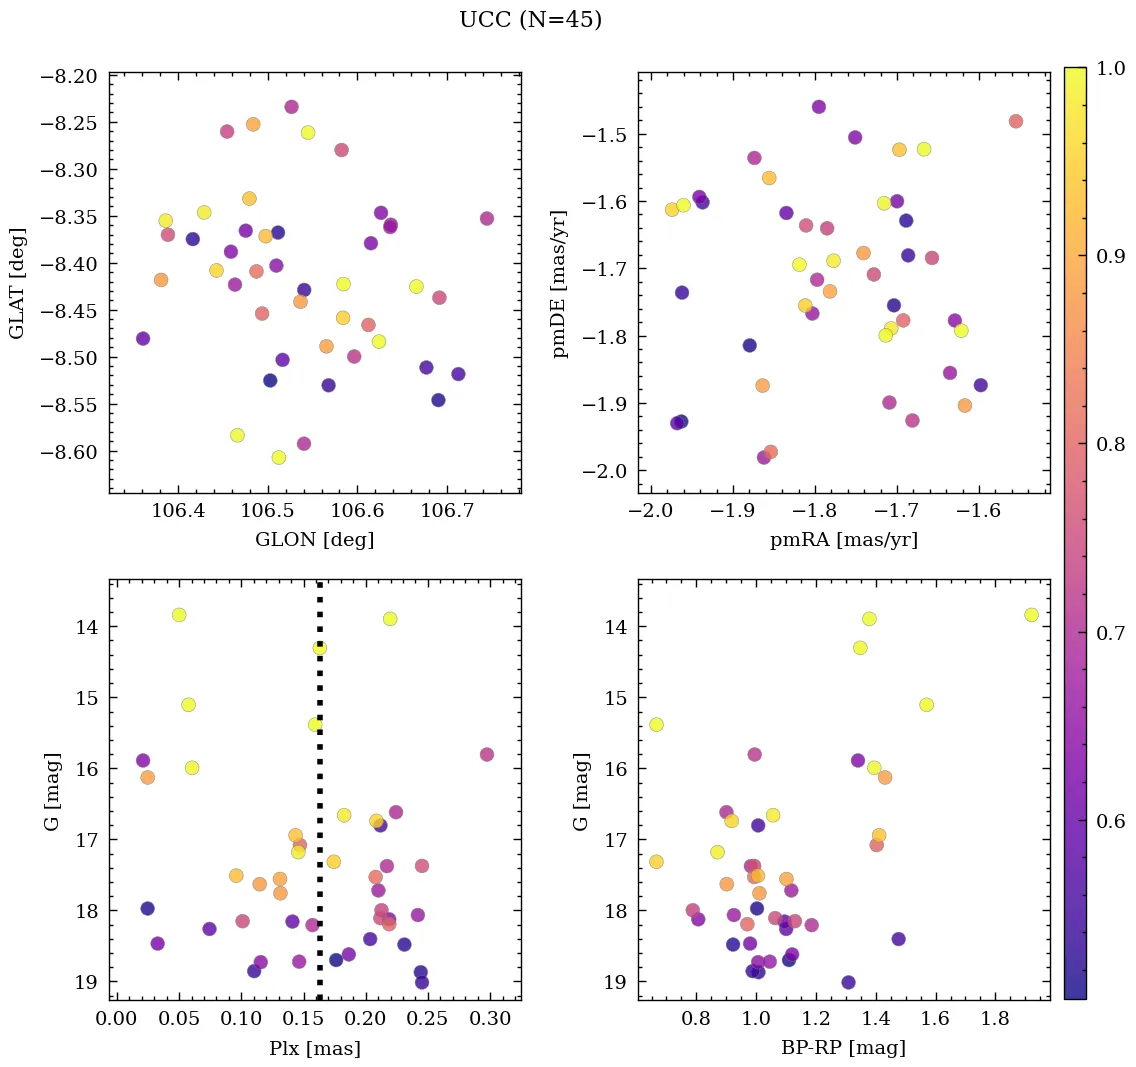 UCC (N=45)
−8.20
−8.25
−8.30
−8.35
−8.40
−8.45
−8.50
−8.55
−8.60
GLAT [deg]
106.4 106.5 106.6 106.7
GLON [deg]
−1.5
−1.6
−1.7
−1.8
−1.9
−2.0
pmDE [mas/yr]
−2.0 −1.9 −1.8 −1.7 −1.6
pmRA [mas/yr]
14
15
16
17
18
19
G [mag]
0.00 0.05 0.10 0.15 0.20 0.25 0.30
Plx [mas]
14
15
16
17
18
19
G [mag]
0.8 1.0 1.2 1.4 1.6 1.8
BP-RP [mag]
1.0
0.9
0.8
0.7
0.6